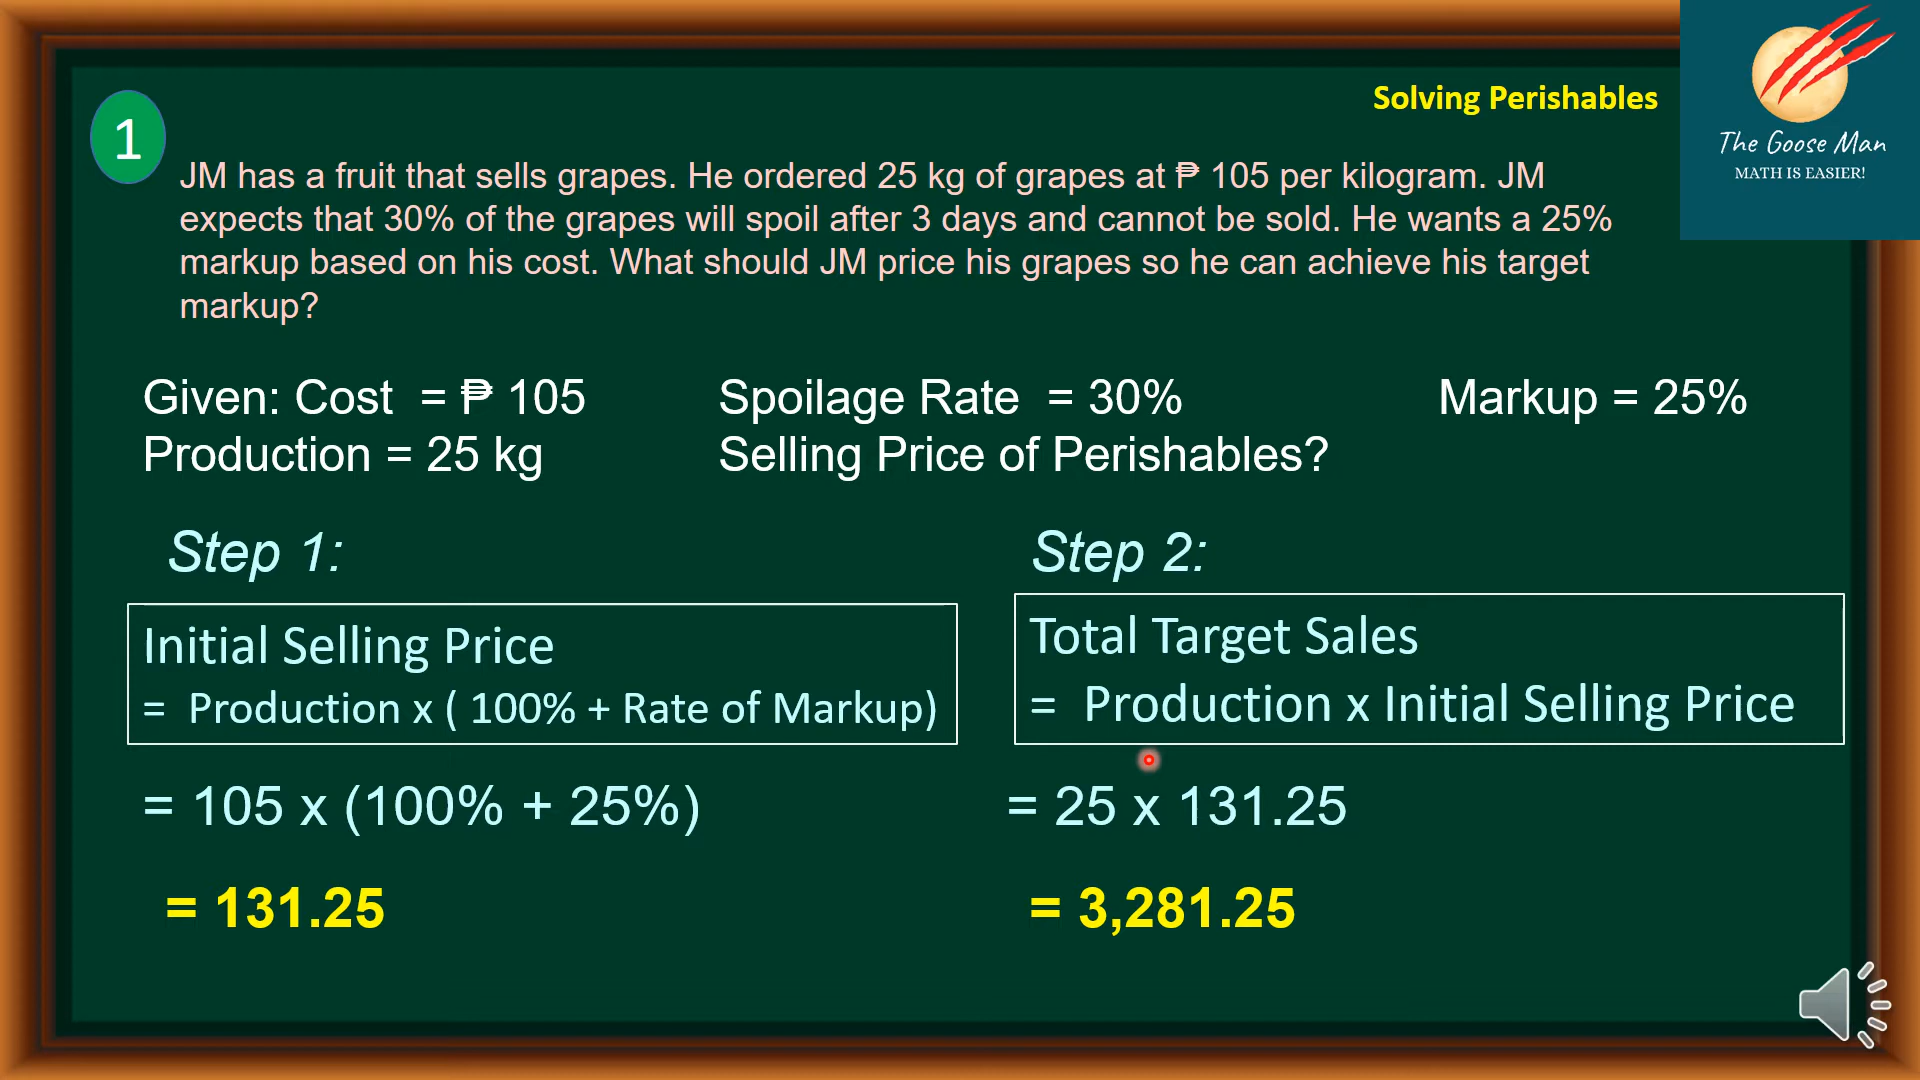 Solving Perishables
The Goose Man
MATH IS EASIER!
1
JM has a fruit that sells grapes. He ordered 25 kg of grapes at ₱ 105 per kilogram. JM
expects that 30% of the grapes will spoil after 3 days and cannot be sold. He wants a 25%
markup based on his cost. What should JM price his grapes so he can achieve his target
markup?
Given: Cost = ₱ 105 Spoilage Rate = 30% Markup = 25%
Production = 25 kg Selling Price of Perishables?
Step 1:
Initial Selling Price
= Production x ( 100% + Rate of Markup)
= 105 x (100% + 25%)
= 131.25
Step 2:
Total Target Sales
= Production x Initial Selling Price
= 25 x 131.25
= 3,281.25